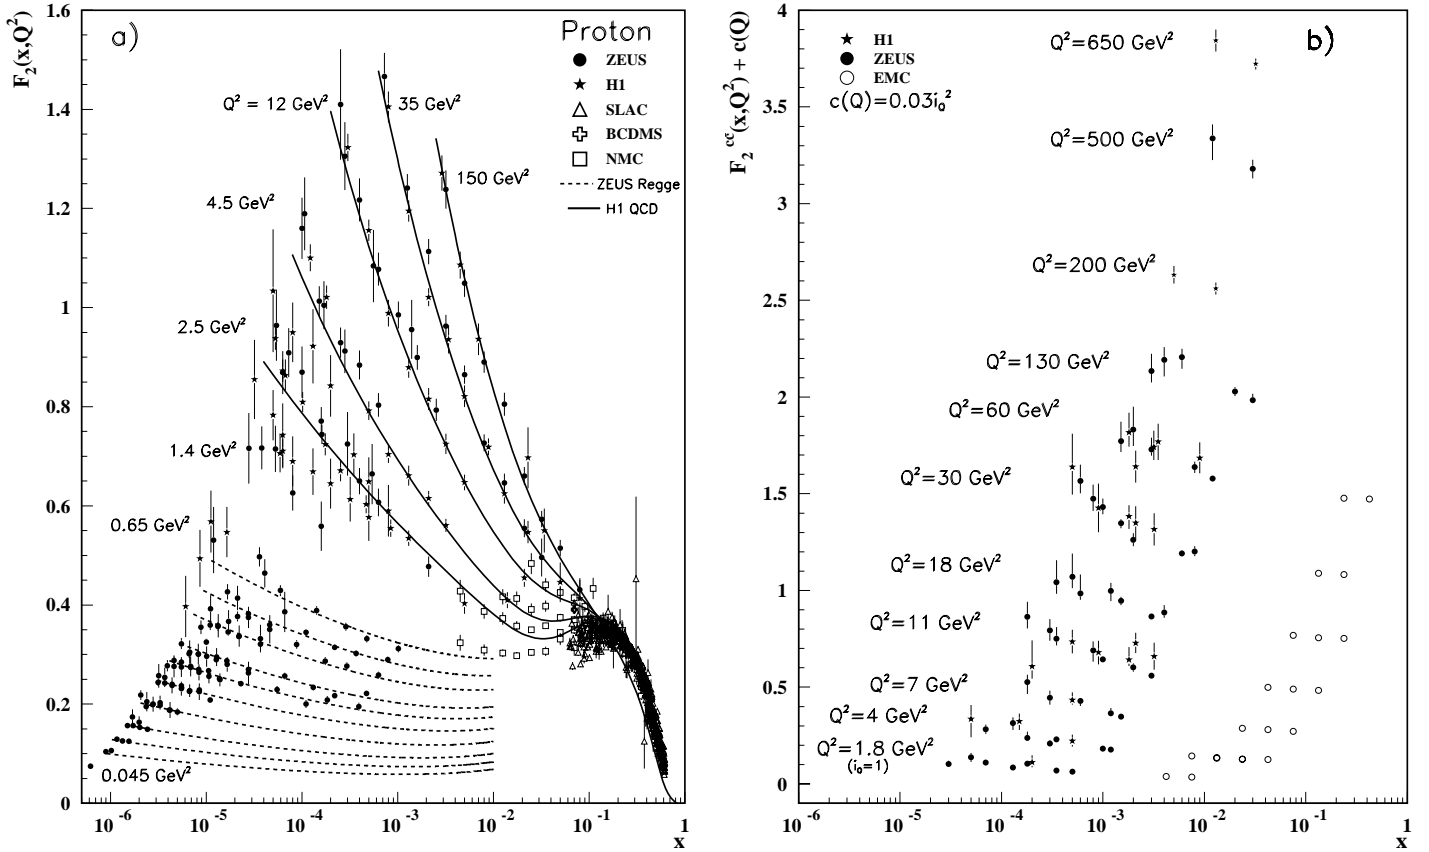 a)
F₂(x,Q²)
1.6
1.4
1.2
1
0.8
0.6
0.4
0.2
0
10⁻⁶
10⁻⁵
10⁻⁴
10⁻³
10⁻²
10⁻¹
1
x
Proton
ZEUS
H1
SLAC
BCDMS
NMC
ZEUS Regge
H1 QCD
Q² = 12 GeV²
35 GeV²
150 GeV²
4.5 GeV²
2.5 GeV²
1.4 GeV²
0.65 GeV²
0.045 GeV²
b)
F₂ᶜᶜ(x,Q²) + c(Q)
4
3.5
3
2.5
2
1.5
1
0.5
0
10⁻⁶
10⁻⁵
10⁻⁴
10⁻³
10⁻²
10⁻¹
1
x
H1
ZEUS
EMC
c(Q)=0.03i_Q²
Q²=650 GeV²
Q²=500 GeV²
Q²=200 GeV²
Q²=130 GeV²
Q²=60 GeV²
Q²=30 GeV²
Q²=18 GeV²
Q²=11 GeV²
Q²=7 GeV²
Q²=4 GeV²
Q²=1.8 GeV²
(i_Q=1)